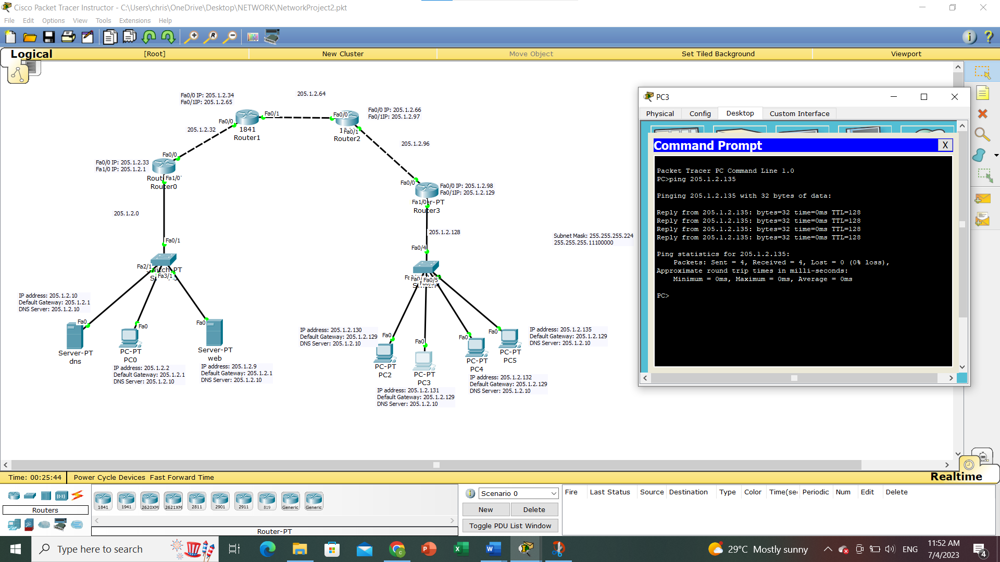 Cisco Packet Tracer Instructor - C:\Users\chris\OneDrive\Desktop\NETWORK\NetworkProject2.pkt
File Edit Options View Tools Extensions Help
Logical [Root] New Cluster Move Object Set Tiled Background Viewport
205.1.2.64
Fa0/0 IP: 205.1.2.34
Fa0/1IP: 205.1.2.65
Fa0/0 IP: 205.1.2.66
Fa0/1IP: 205.1.2.97
Fa0/1
Fa0/0
Fa0/0
205.1.2.32
1841
Router1
Fa0/1
Router2
205.1.2.96
Fa0/0
Fa0/0 IP: 205.1.2.33
Fa1/0 IP: 205.1.2.1
Fa1/0
Router0
Fa0/0
Fa0/0 IP: 205.1.2.98
Fa0/1IP: 205.1.2.129
Fa1/0
Router3
205.1.2.0
205.1.2.128
Subnet Mask: 255.255.255.224
255.255.255.11100000
Fa0/1
Fa0/4
Fa2/1
Fa3/1
Fa0/5
IP address: 205.1.2.10
Default Gateway: 205.1.2.1
DNS Server: 205.1.2.10
Fa0
Server-PT
dns
Fa0
PC-PT
PC0
IP address: 205.1.2.2
Default Gateway: 205.1.2.1
DNS Server: 205.1.2.10
Fa0
Server-PT
web
IP address: 205.1.2.9
Default Gateway: 205.1.2.1
DNS Server: 205.1.2.10
IP address: 205.1.2.130
Default Gateway: 205.1.2.129
DNS Server: 205.1.2.10
Fa0
PC-PT
PC2
Fa0
PC-PT
PC3
IP address: 205.1.2.131
Default Gateway: 205.1.2.129
DNS Server: 205.1.2.10
Fa0
PC-PT
PC4
IP address: 205.1.2.132
Default Gateway: 205.1.2.129
DNS Server: 205.1.2.10
Fa0
PC-PT
PC5
IP address: 205.1.2.135
Default Gateway: 205.1.2.129
DNS Server: 205.1.2.10
PC3
Physical Config Desktop Custom Interface
Command Prompt X
Packet Tracer PC Command Line 1.0
PC>ping 205.1.2.135
Pinging 205.1.2.135 with 32 bytes of data:
Reply from 205.1.2.135: bytes=32 time=0ms TTL=128
Reply from 205.1.2.135: bytes=32 time=0ms TTL=128
Reply from 205.1.2.135: bytes=32 time=0ms TTL=128
Reply from 205.1.2.135: bytes=32 time=0ms TTL=128
Ping statistics for 205.1.2.135:
Packets: Sent = 4, Received = 4, Lost = 0 (0% loss),
Approximate round trip times in milli-seconds:
Minimum = 0ms, Maximum = 0ms, Average = 0ms
PC>
Time: 00:25:44 Power Cycle Devices Fast Forward Time
Realtime
Routers
1841 1941 2620XM 2621XM 2811 2901 2911 819 Generic Generic
Router-PT
Scenario 0
New Delete
Toggle PDU List Window
Fire Last Status Source Destination Type Color Time(sec Periodic Num Edit Delete
Type here to search
29°C Mostly sunny
ENG
11:52 AM
7/4/2023
4